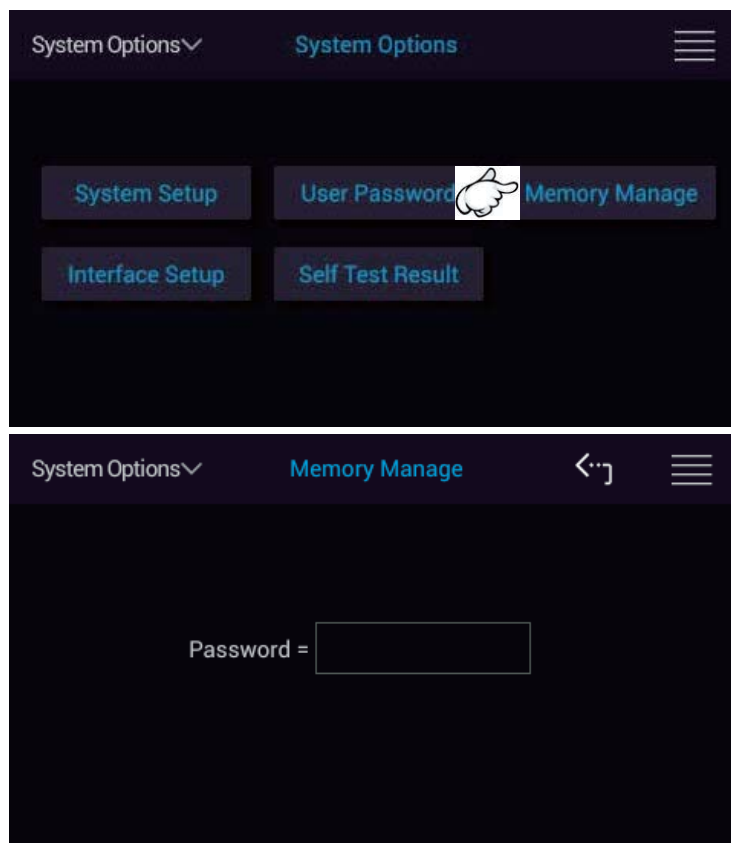 System Options System Options
System Setup User Password Memory Manage
Interface Setup Self Test Result
System Options Memory Manage
Password =